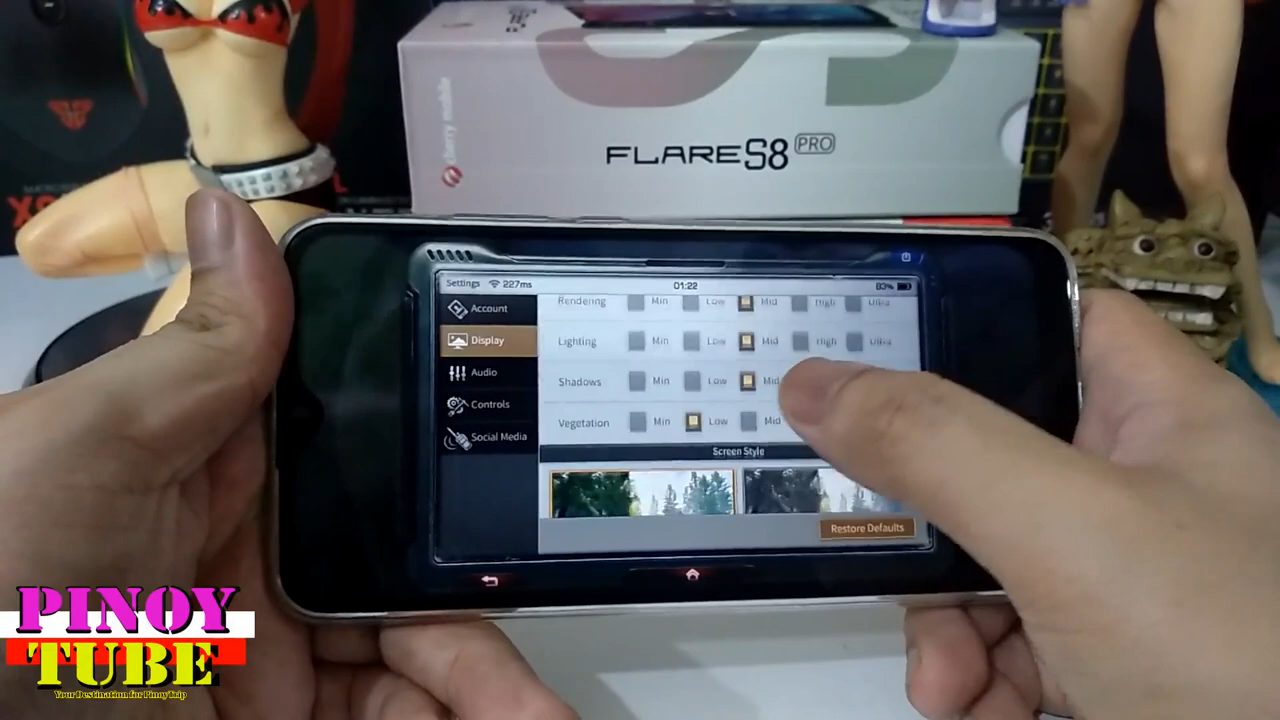 cherry mobile
FLARE S8 PRO
Settings 227ms 01:22 83%
Account
Display
Audio
Controls
Social Media
Rendering Min Low Mid High Ultra
Lighting Min Low Mid High Ultra
Shadows Min Low Mid
Vegetation Min Low Mid
Screen Style
Restore Defaults
PINOY
TUBE
Your Destination for PinoyTrip